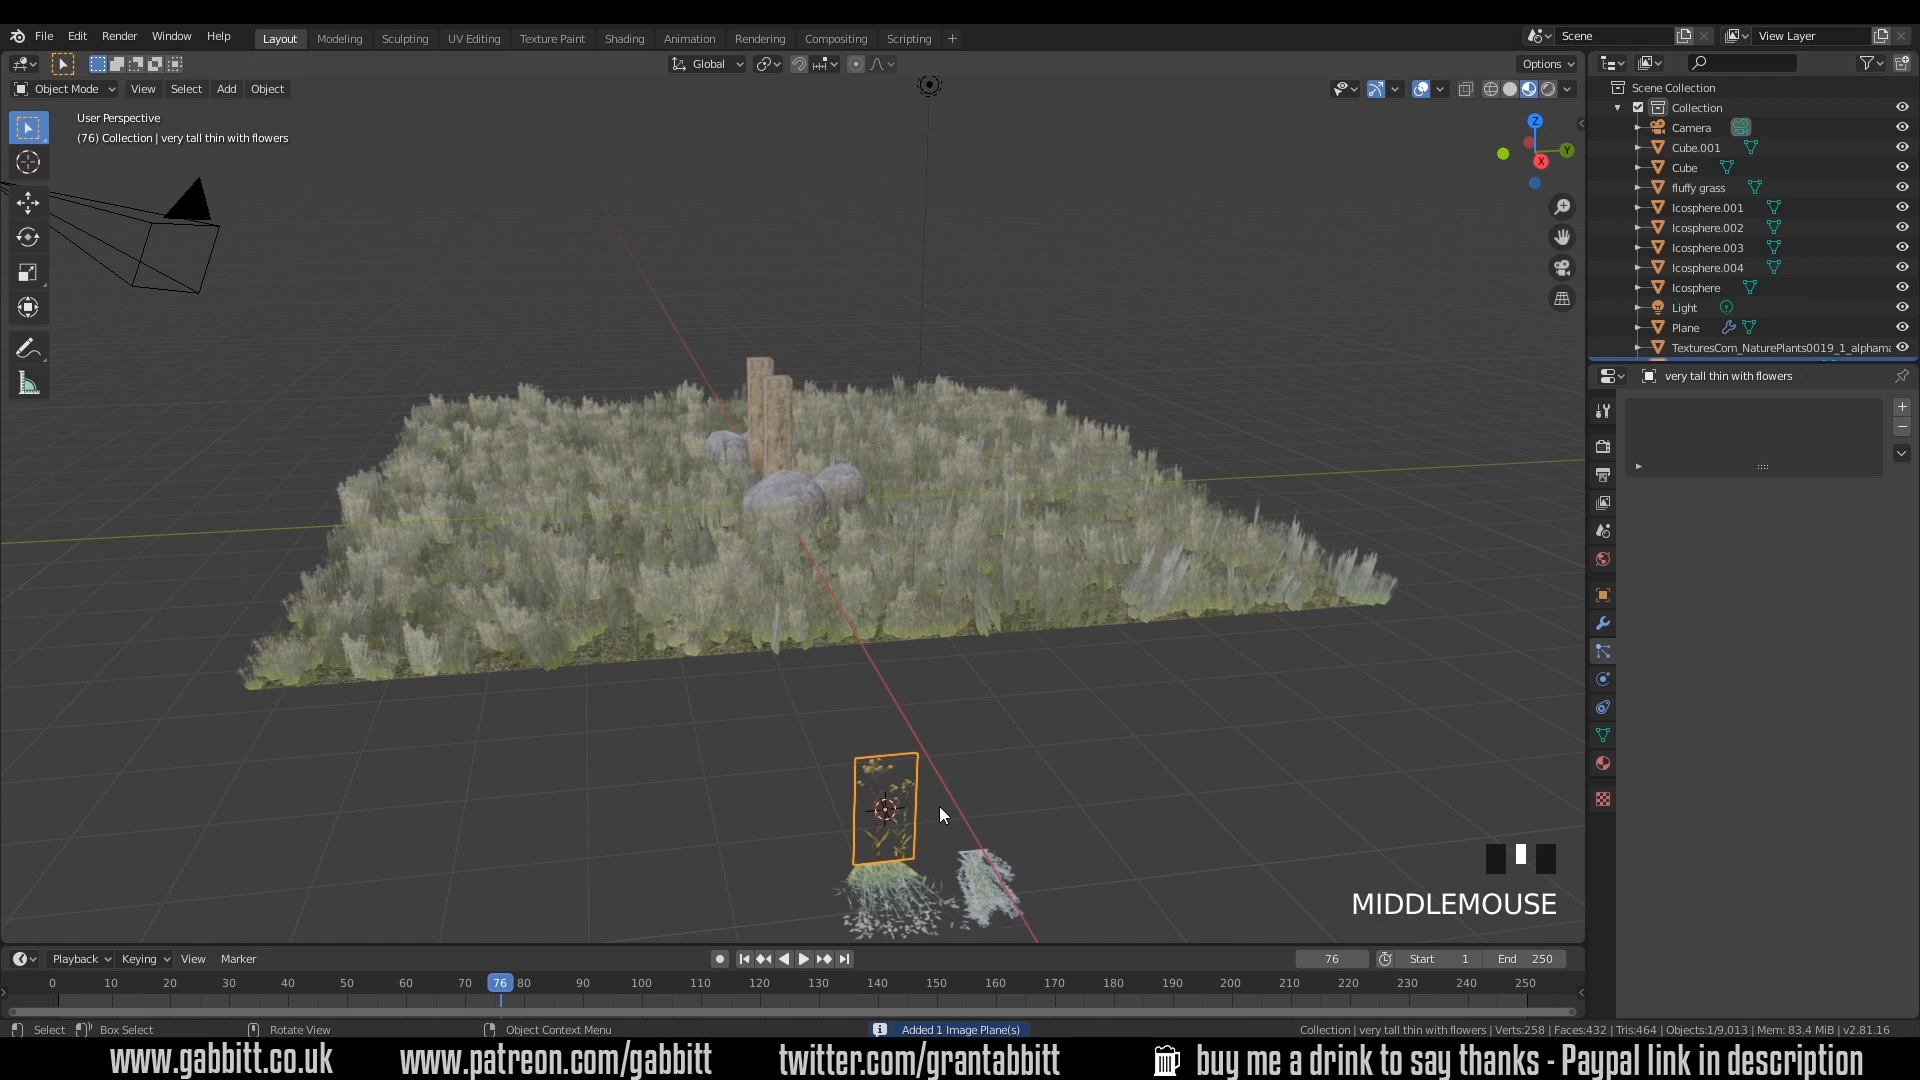 File Edit Render Window Help
Layout Modeling Sculpting UV Editing Texture Paint Shading Animation Rendering Compositing Scripting +
Scene
View Layer
Global
Options
Object Mode View Select Add Object
User Perspective
(76) Collection | very tall thin with flowers
Z
Y
X
Scene Collection
Collection
Camera
Cube.001
Cube
fluffy grass
Icosphere.001
Icosphere.002
Icosphere.003
Icosphere.004
Icosphere
Light
Plane
TexturesCom_NaturePlants0019_1_alphama
very tall thin with flowers
MIDDLEMOUSE
Playback Keying View Marker
76
Start 1
End 250
0 10 20 30 40 50 60 70 76 80 90 100 110 120 130 140 150 160 170 180 190 200 210 220 230 240 250
Select Box Select Rotate View Object Context Menu
Added 1 Image Plane(s)
Collection | very tall thin with flowers | Verts:258 | Faces:432 | Tris:464 | Objects:1/9,013 | Mem: 83.4 MiB | v2.81.16
www.gabbitt.co.uk www.patreon.com/gabbitt twitter.com/grantabbitt buy me a drink to say thanks - Paypal link in description